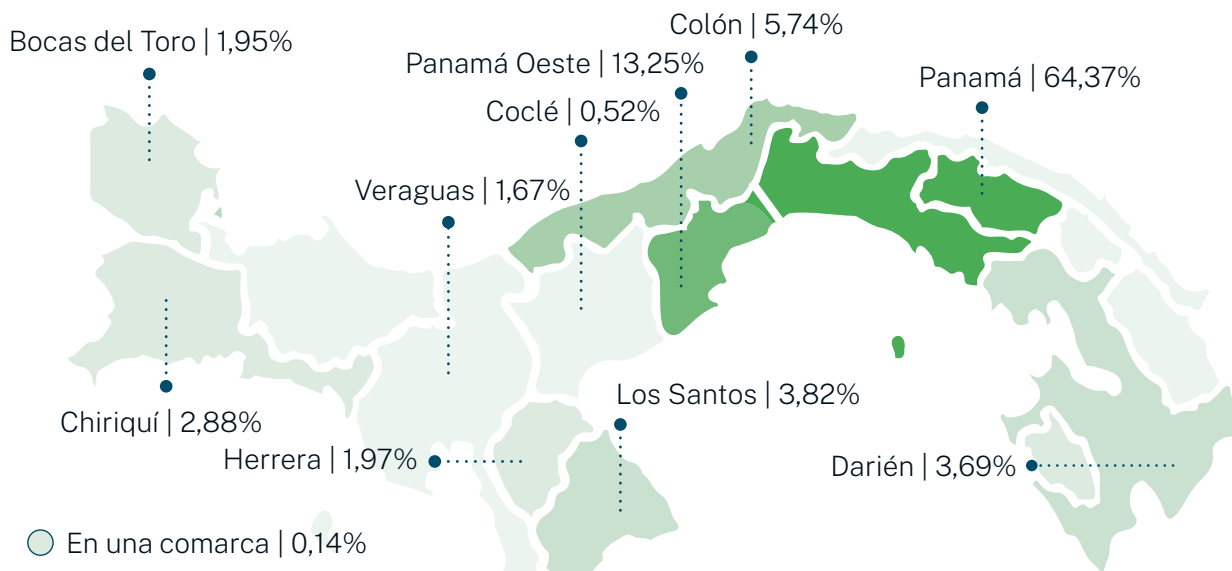 Colón | 5,74%
Bocas del Toro | 1,95%
Panamá Oeste | 13,25%
Panamá | 64,37%
Coclé | 0,52%
Veraguas | 1,67%
Los Santos | 3,82%
Chiriquí | 2,88%
Herrera | 1,97%
Darién | 3,69%
En una comarca | 0,14%